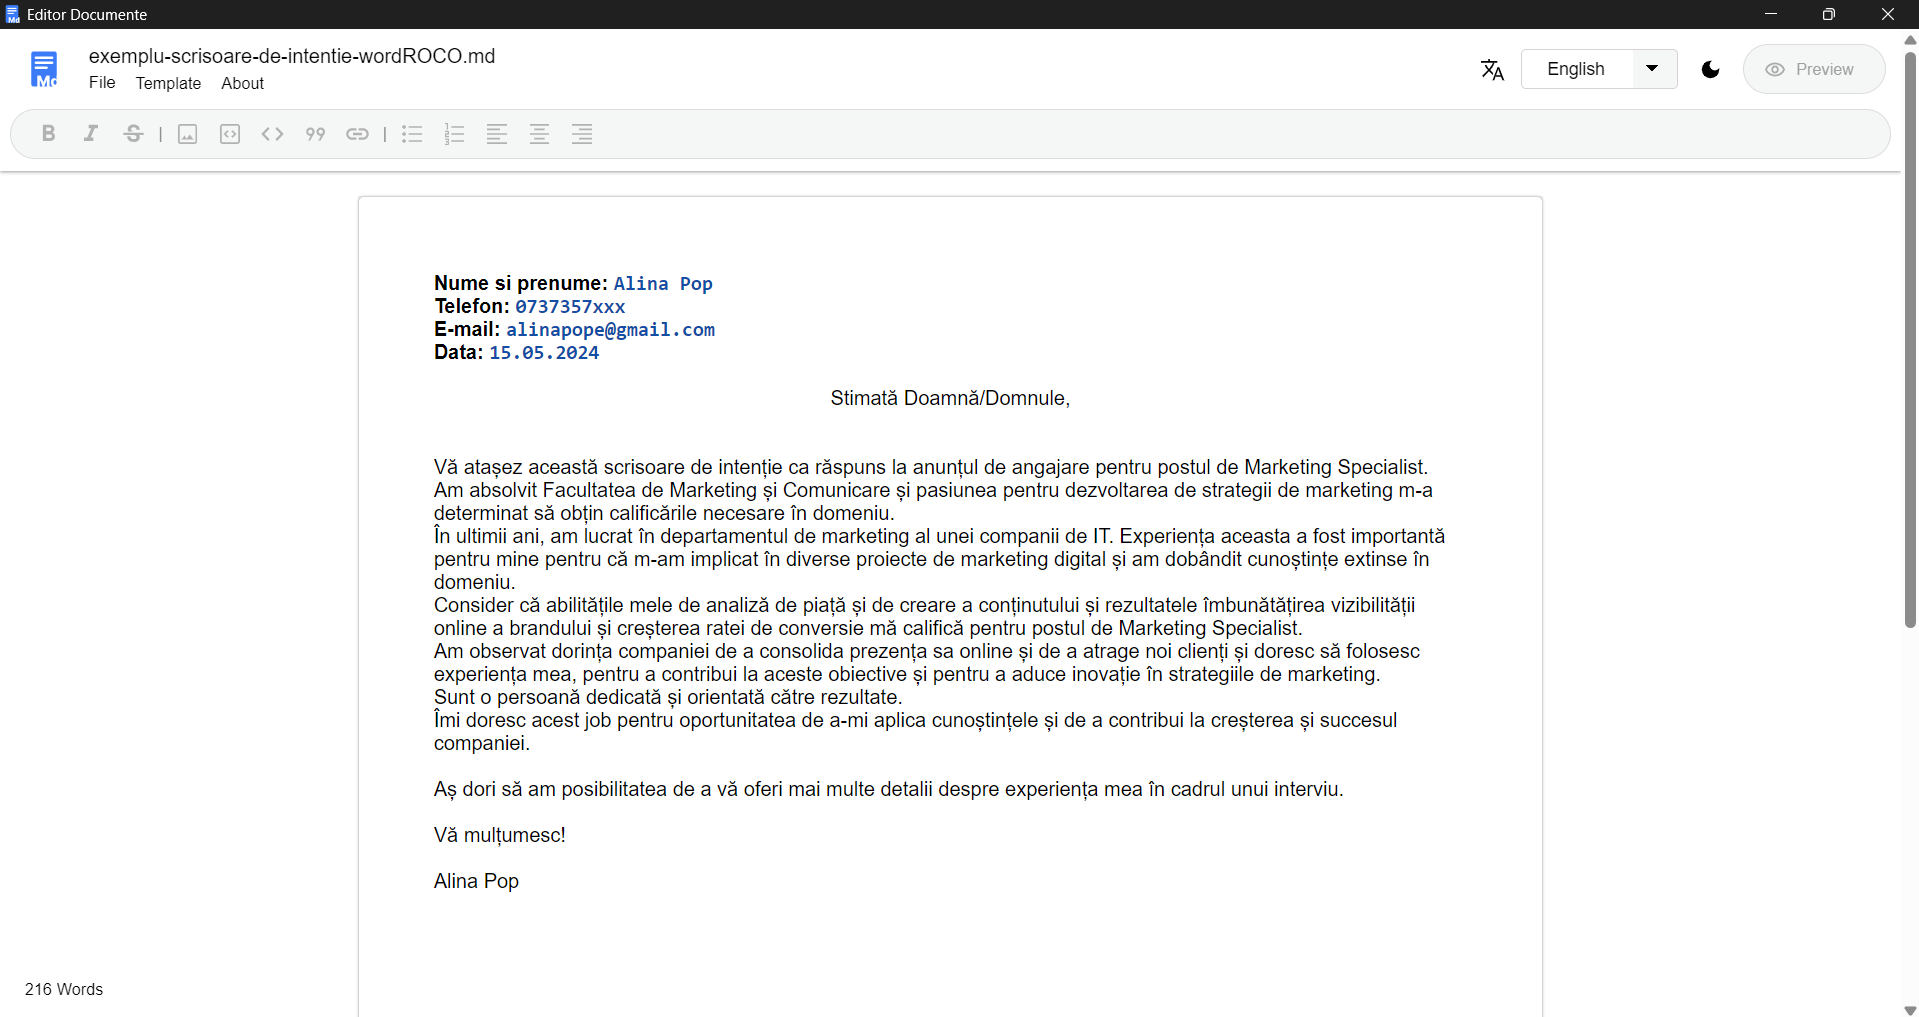 Editor Documente
exemplu-scrisoare-de-intentie-wordROCO.md
File Template About
English
Preview
B I S | 99 |
Nume si prenume: Alina Pop
Telefon: 0737357xxx
E-mail: alinapope@gmail.com
Data: 15.05.2024
Stimată Doamnă/Domnule,
Vă atașez această scrisoare de intenție ca răspuns la anunțul de angajare pentru postul de Marketing Specialist.
Am absolvit Facultatea de Marketing și Comunicare și pasiunea pentru dezvoltarea de strategii de marketing m-a
determinat să obțin calificările necesare în domeniu.
În ultimii ani, am lucrat în departamentul de marketing al unei companii de IT. Experiența aceasta a fost importantă
pentru mine pentru că m-am implicat în diverse proiecte de marketing digital și am dobândit cunoștințe extinse în
domeniu.
Consider că abilitățile mele de analiză de piață și de creare a conținutului și rezultatele îmbunătățirea vizibilității
online a brandului și creșterea ratei de conversie mă califică pentru postul de Marketing Specialist.
Am observat dorința companiei de a consolida prezența sa online și de a atrage noi clienți și doresc să folosesc
experiența mea, pentru a contribui la aceste obiective și pentru a aduce inovație în strategiile de marketing.
Sunt o persoană dedicată și orientată către rezultate.
Îmi doresc acest job pentru oportunitatea de a-mi aplica cunoștințele și de a contribui la creșterea și succesul
companiei.
Aș dori să am posibilitatea de a vă oferi mai multe detalii despre experiența mea în cadrul unui interviu.
Vă mulțumesc!
Alina Pop
216 Words